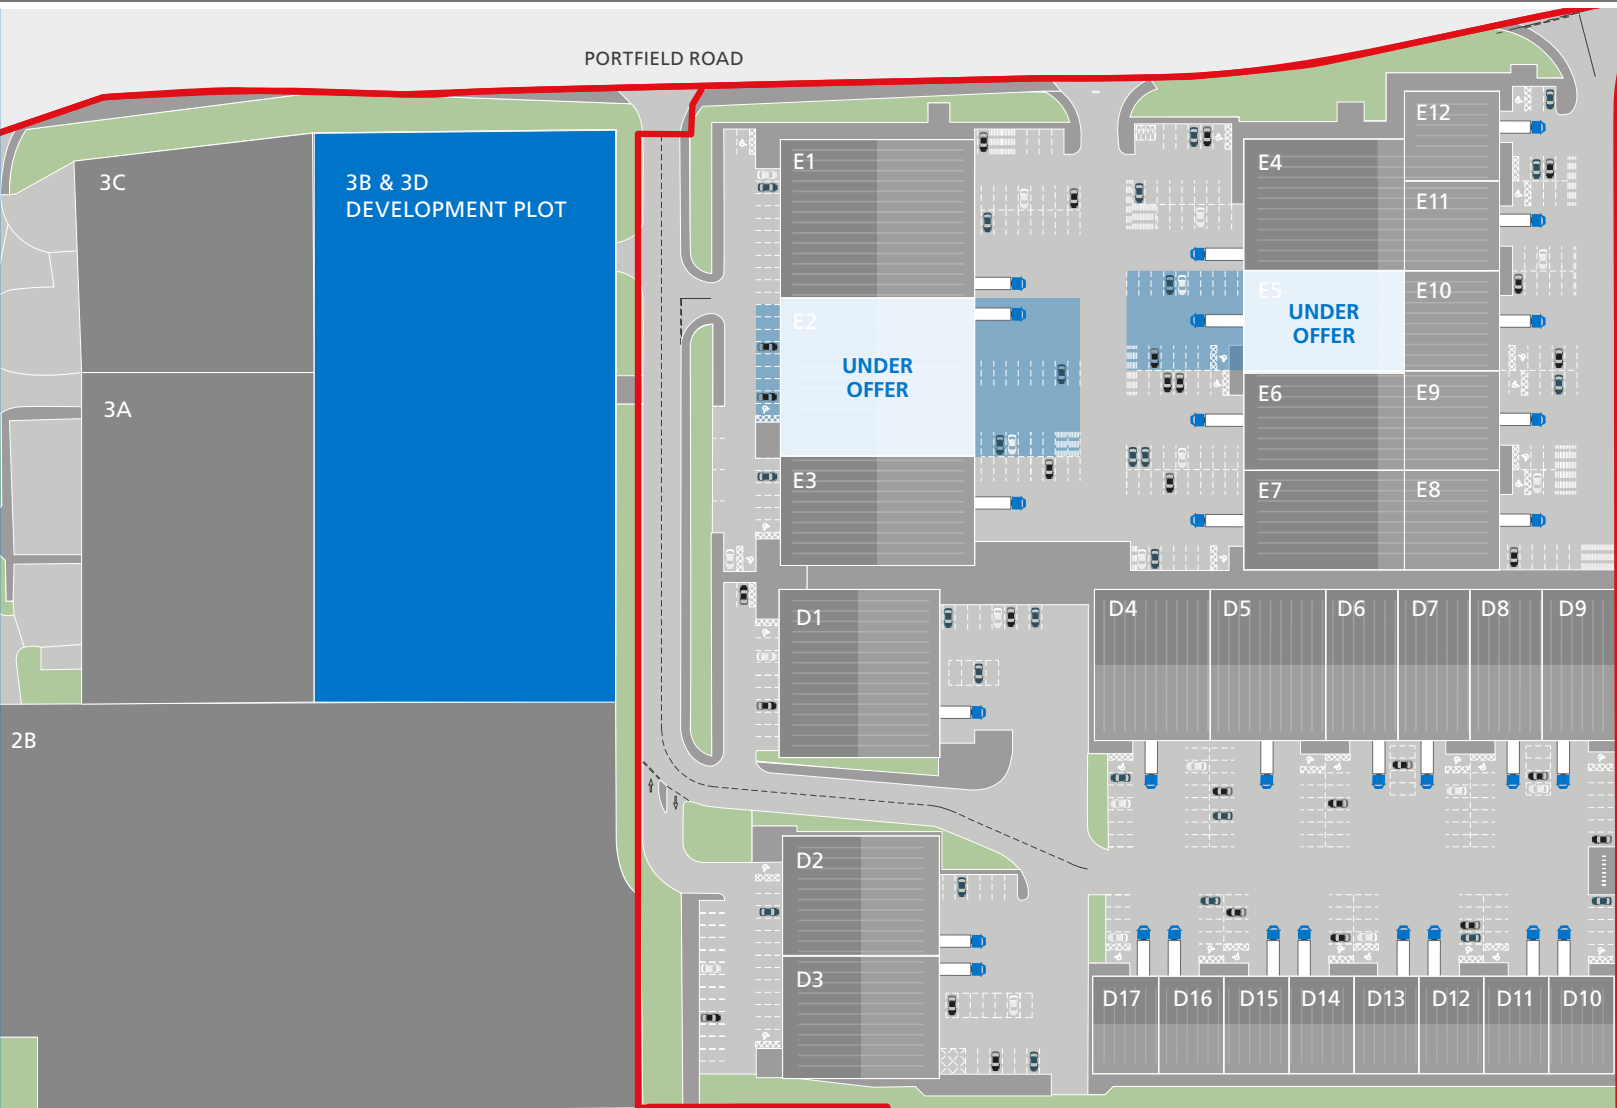 PORTFIELD ROAD
3C
3B & 3D
DEVELOPMENT PLOT
3A
2B
E1
E2
UNDER
OFFER
E3
E4
E12
E11
E5
UNDER
OFFER
E10
E6
E9
E7
E8
D1
D4
D5
D6
D7
D8
D9
D2
D3
D17
D16
D15
D14
D13
D12
D11
D10